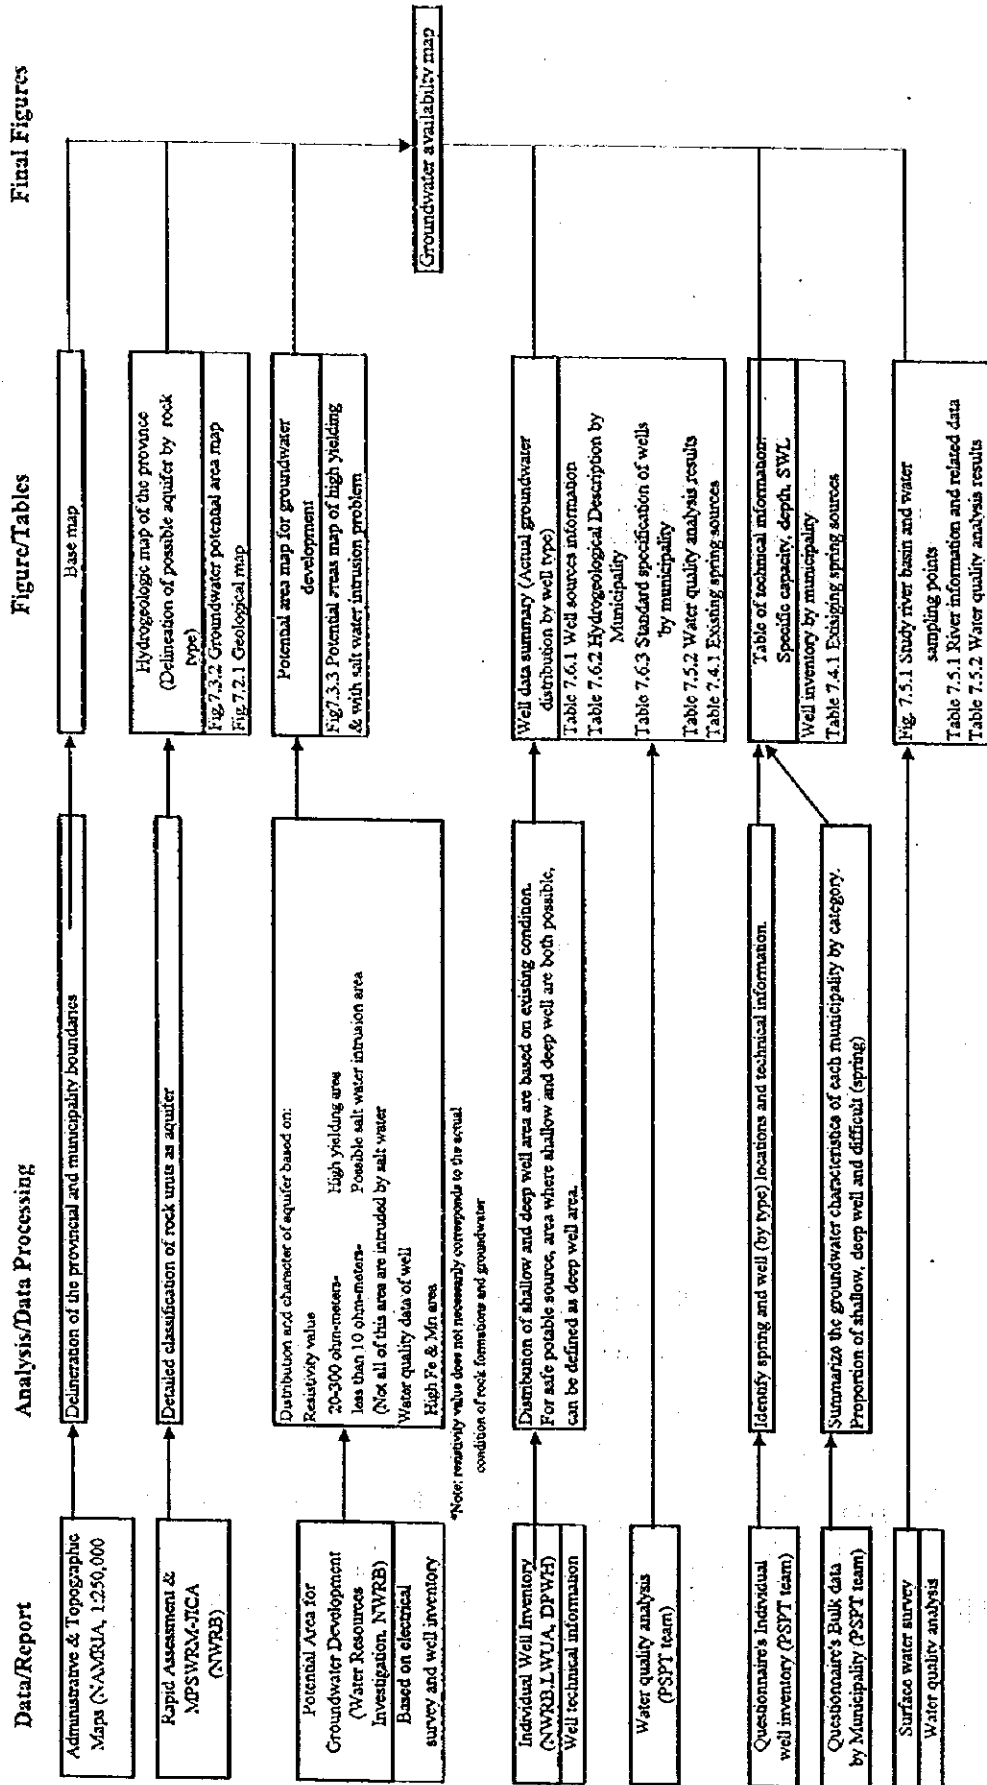 Data/Report
Analysis/Data Processing
Figure/Tables
Final Figures
Administrative & Topographic
Maps (NAMRIA, 1:250,000
Delineration of the provincial and municipality boundaries
Base map
Rapid Assessment &
MPSWRM-JICA
(NWRB)
Detailed classification of rock units as aquifer
Hydrogeologic map of the province
(Delineation of possible aquifer by rock
type)
Fig.7.3.2 Groundwater potential area map
Fig.7.2.1 Geological map
Potential Area for
Groundwater Development
(Water Resources
Investigation, NWRB)
Based on electrical
survey and well inventory
Distribution and character of aquifer based on:
Resistivity value
20-300 ohm-meters- High yielding area
less than 10 ohm-meters- Possible salt water intrusion area
(Not all of this area are intruded by salt water
Water quality data of well
High Fe & Mn area
*Note: resistivity value does not necessarily corresponds to the actual
condition of rock formations and groundwater
Potential area map for groundwater
development
Fig7.3.3 Potential areas map of high yielding
& with salt water intrusion problem
Groundwater availabilty map
Individual Well Inventory
(NWRB,LWUA, DPWH)
Well technical information
Distribution of shallow and deep well area are based on existing condition.
For safe potable source, area where shallow and deep well are both possible,
can be defined as deep well area.
Well data summary (Actual groundwater
distribution by well type)
Table 7.6.1 Well sources information
Table 7.6.2 Hydrogological Description by
Municipality
Table 7.6.3 Standard specification of wells
by municipality
Table 7.5.2 Water quality analysis results
Table 7.4.1 Existing spring sources
Water quality analysis
(PSPT team)
Questionnaire's Individual
well inventory (PSPT team)
Identify spring and well (by type) locations and technical information.
Table of technical information:
Specific capacity, depth, SWL
Well inventory by municipality
Table 7.4.1 Exisging spring sources
Questionnaire's Bulk data
by Municipality (PSPT team)
Summarize the groundwater characteristics of each municipality by category.
Proportion of shallow, deep well and difficult (spring)
Surface water survey
Water quality analysis
Fig. 7.5.1 Study river basin and water
sampling points
Table 7.5.1 River information and related data
Table 7.5.2 Water quality analysis results